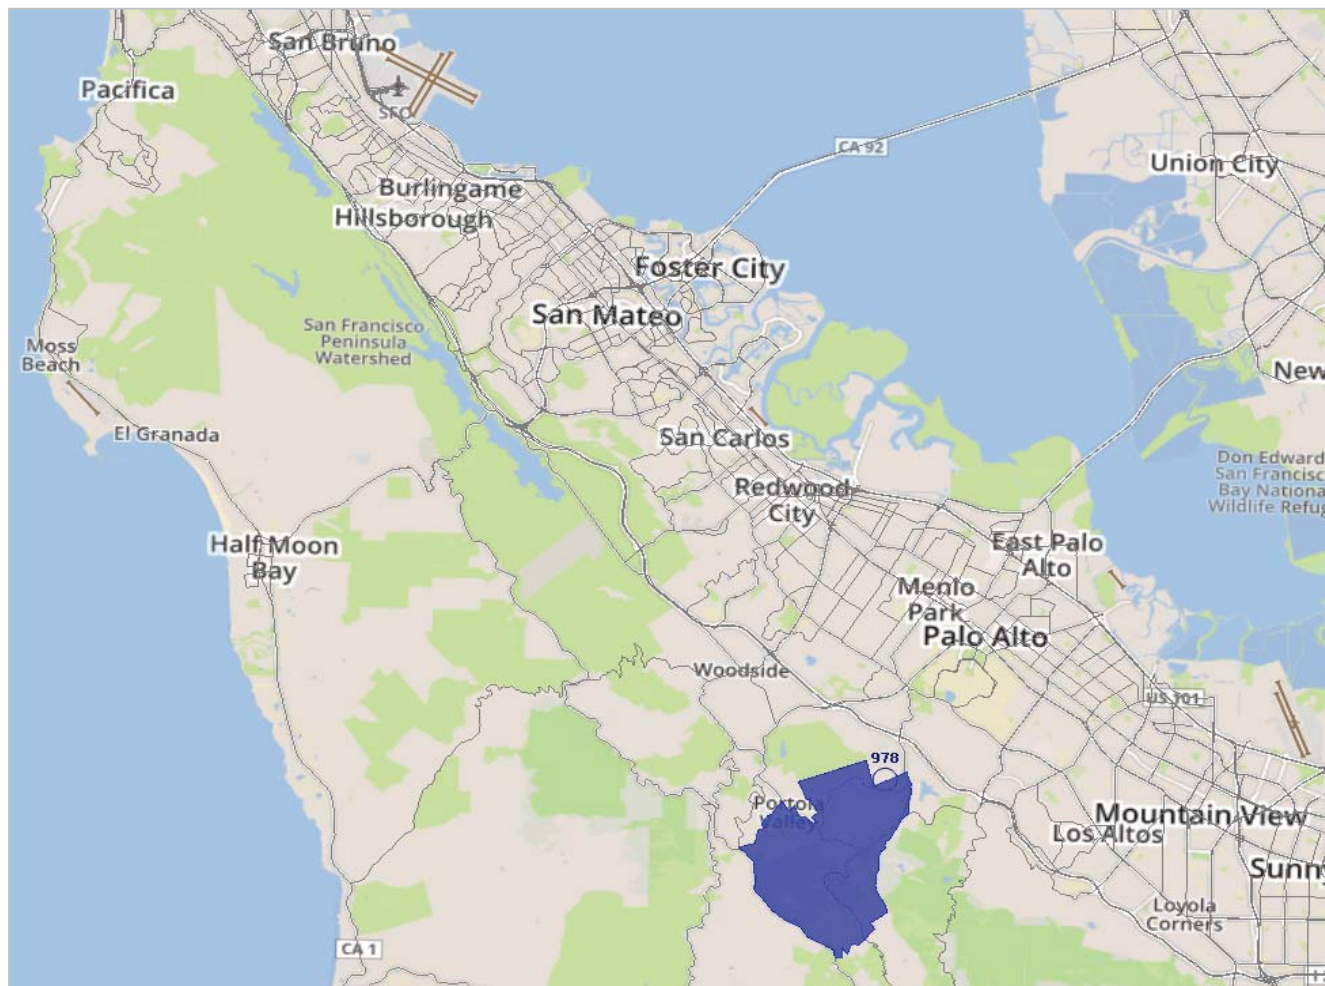 San Bruno
Pacifica
SFO
CA 92
Union City
Burlingame
Hillsborough
Foster City
San Mateo
San Francisco
Peninsula
Watershed
Moss
Beach
New
El Granada
San Carlos
Don Edward
San Francisc
Bay Nationa
Wildlife Refug
Redwood
City
Half Moon
Bay
East Palo
Alto
Menlo
Park
Palo Alto
Woodside
US 101
978
Portola
Valley
Mountain View
Los Altos
Sunn
Loyola
Corners
CA 1